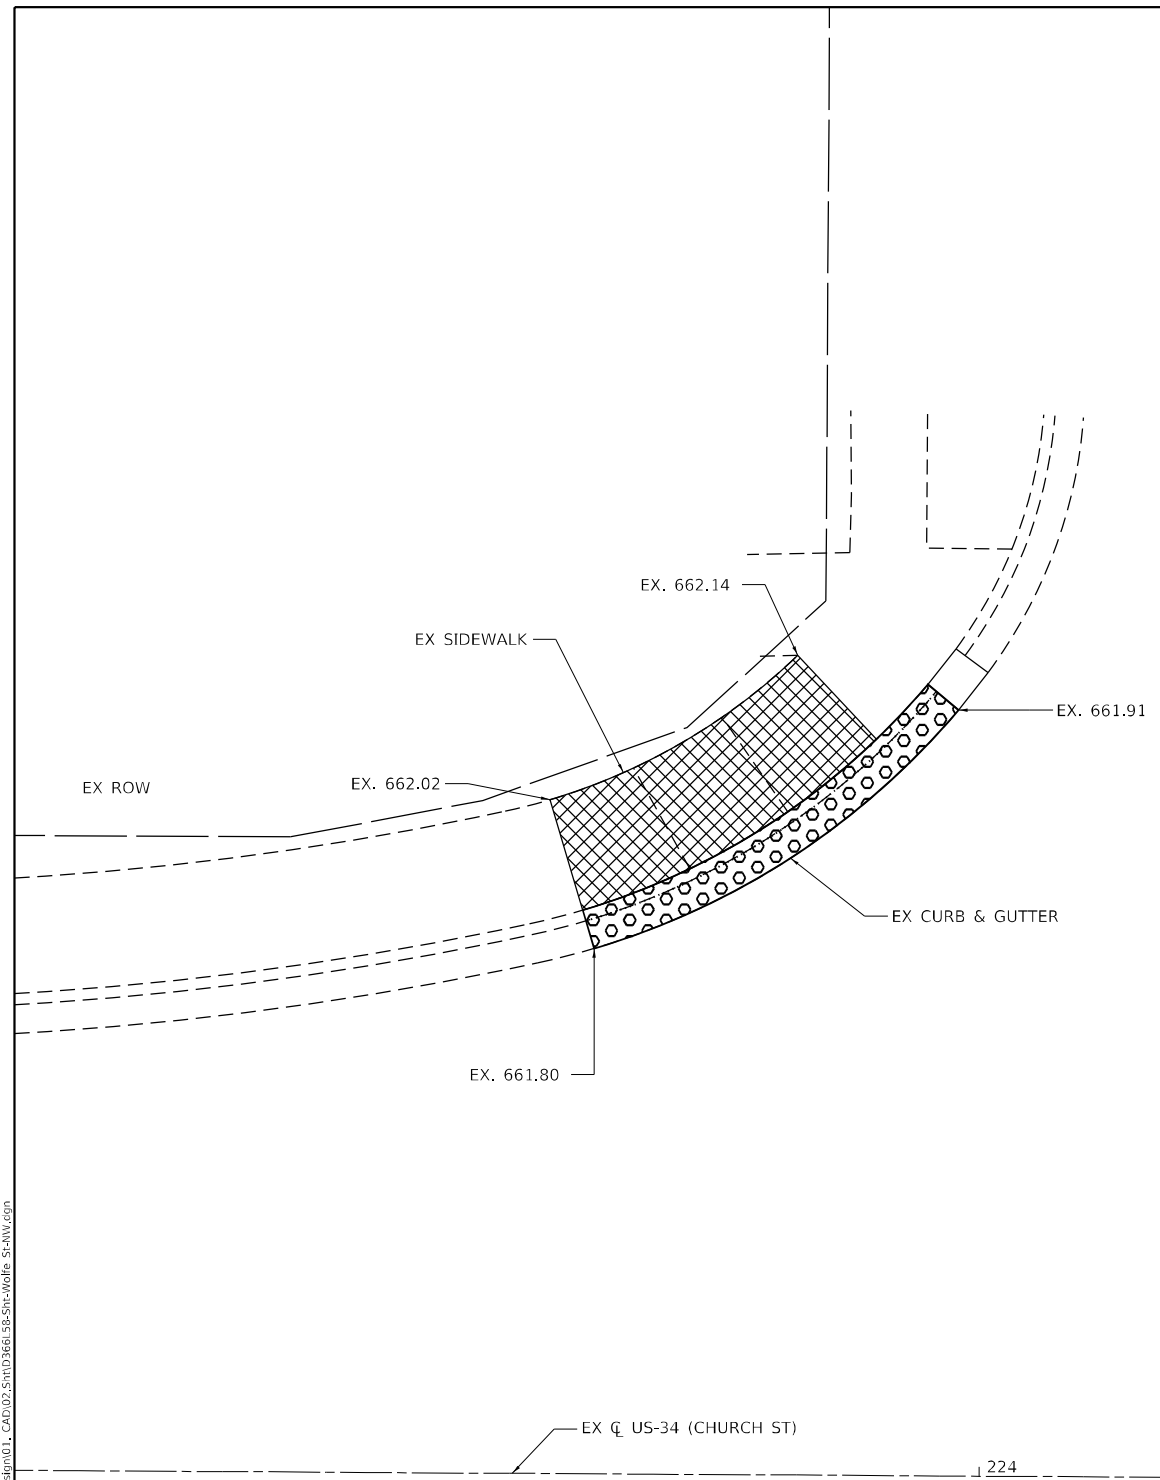 EX. 662.14
EX SIDEWALK
EX. 661.91
EX. 662.02
EX ROW
EX CURB & GUTTER
EX. 661.80
EX ℄ US-34 (CHURCH ST)
224
sign\01. CAD\02.Sht\D366L58-Sht-Wolfe St-NW.dgn